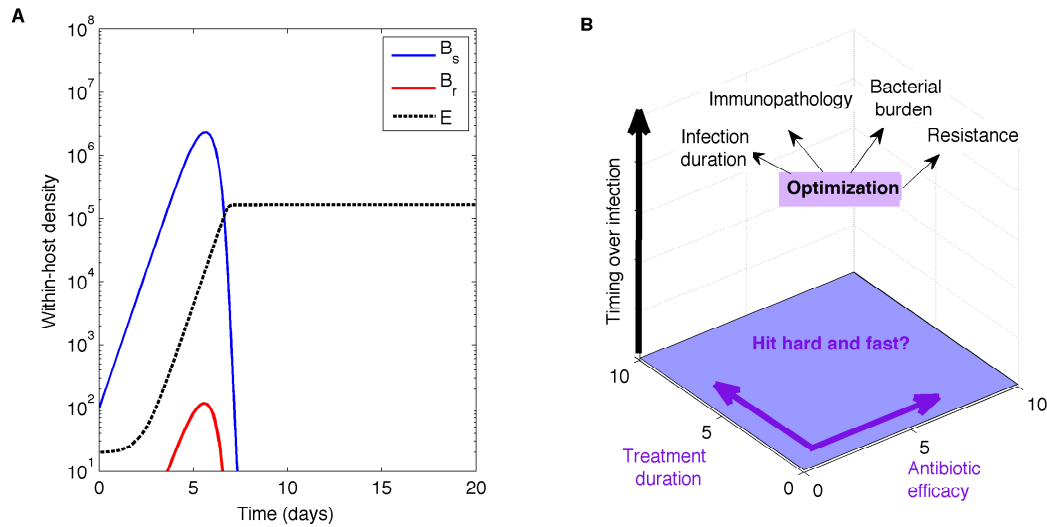 A
Within-host density
10^8
10^7
10^6
10^5
10^4
10^3
10^2
10^1
0
5
10
15
20
Time (days)
B_s
B_r
E
B
Timing over infection
Immunopathology
Bacterial
burden
Infection
duration
Resistance
Optimization
Hit hard and fast?
10
5
0
Treatment
duration
0
5
10
Antibiotic
efficacy